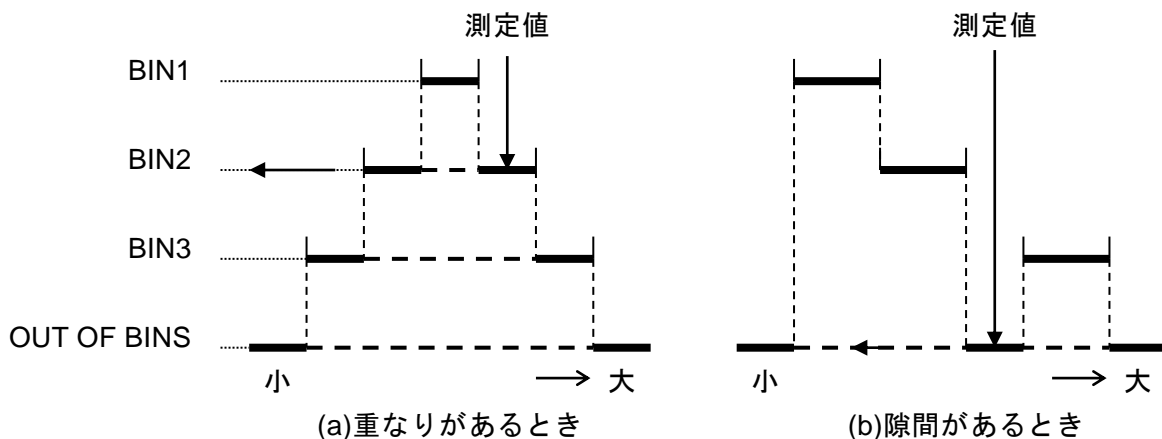 測定値 測定値
BIN1
BIN2
BIN3
OUT OF BINS
小 大 小 大
(a)重なりがあるとき (b)隙間があるとき